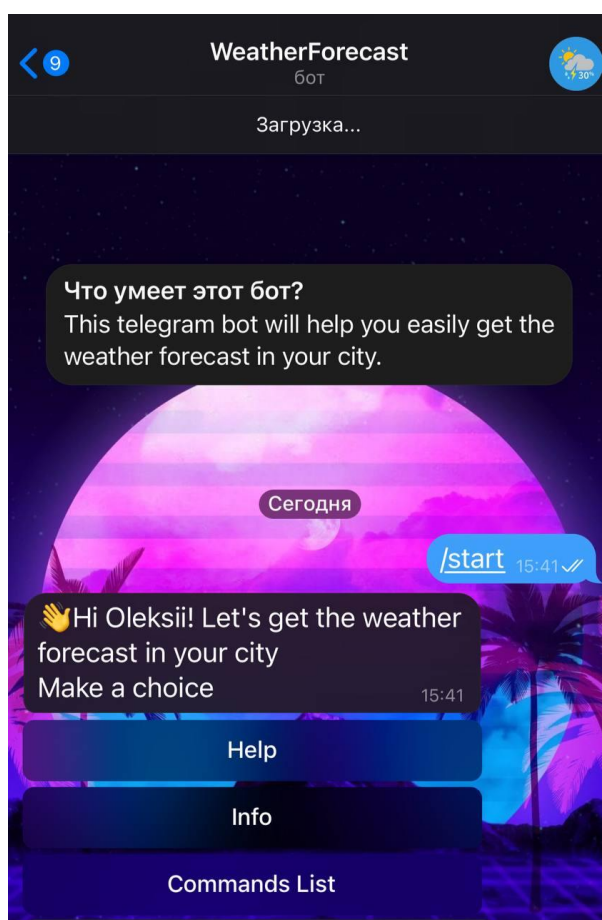 9
WeatherForecast
бот
30%
Загрузка...
Что умеет этот бот?
This telegram bot will help you easily get the
weather forecast in your city.
Сегодня
/start 15:41
👋Hi Oleksii! Let's get the weather
forecast in your city
Make a choice 15:41
Help
Info
Commands List